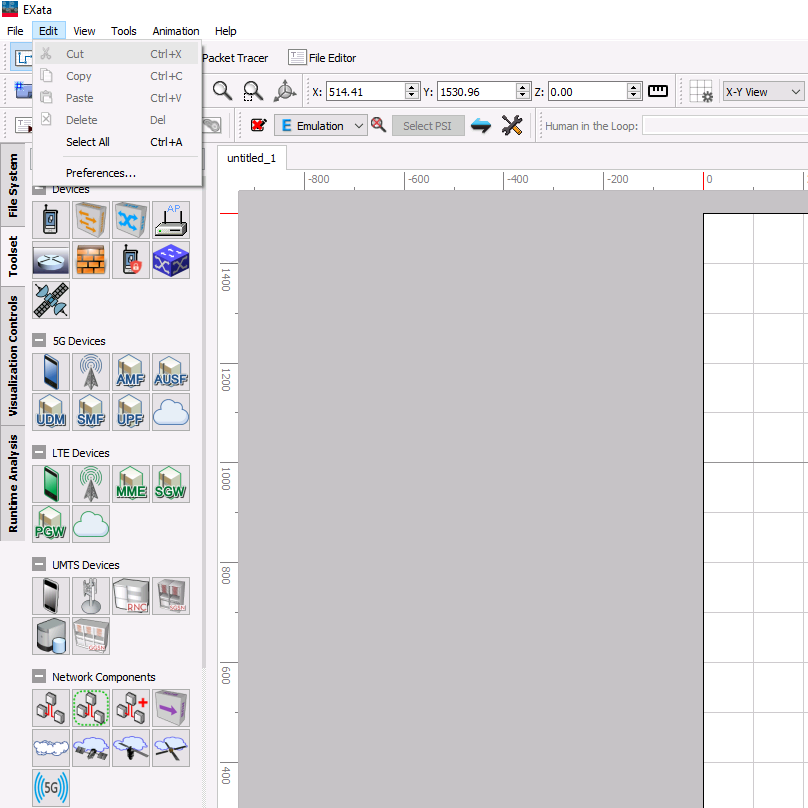 EXata
File Edit View Tools Animation Help
Cut Ctrl+X
Copy Ctrl+C
Paste Ctrl+V
Delete Del
Select All Ctrl+A
Preferences...
Packet Tracer File Editor
X: 514.41 Y: 1530.96 Z: 0.00 X-Y View
E Emulation Select PSI Human in the Loop:
untitled_1
-800 -600 -400 -200 0
1400
1200
1000
800
600
400
File System
Toolset
Visualization Controls
Runtime Analysis
Devices
AP
5G Devices
AMF AUSF
UDM SMF UPF
LTE Devices
MME SGW
PGW
UMTS Devices
RNC
Network Components
5G